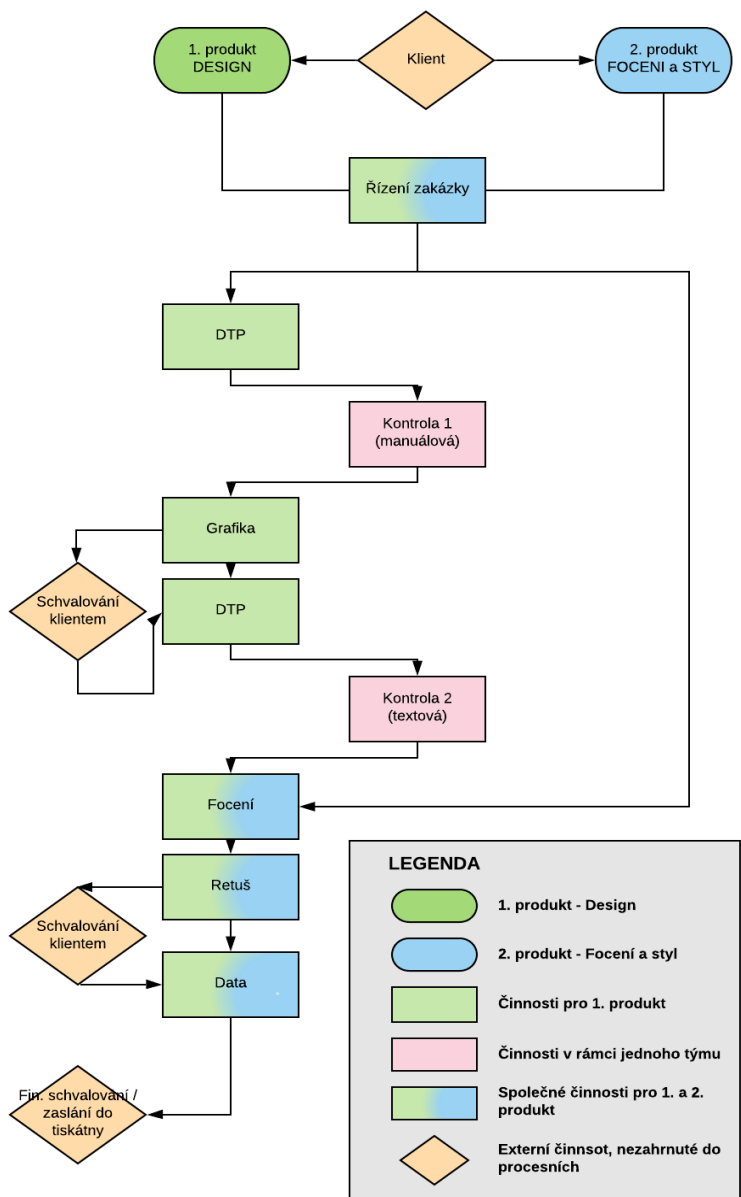 1. produkt
DESIGN
Klient
2. produkt
FOCENI a STYL
Řízení zakázky
DTP
Kontrola 1
(manuálová)
Grafika
Schvalování
klientem
DTP
Kontrola 2
(textová)
Focení
Retuš
Schvalování
klientem
Data
Fin. schvalování /
zaslání do
tiskátny
LEGENDA
1. produkt - Design
2. produkt - Focení a styl
Činnosti pro 1. produkt
Činnosti v rámci jednoho týmu
Společné činnosti pro 1. a 2.
produkt
Externí činnsot, nezahrnuté do
procesních